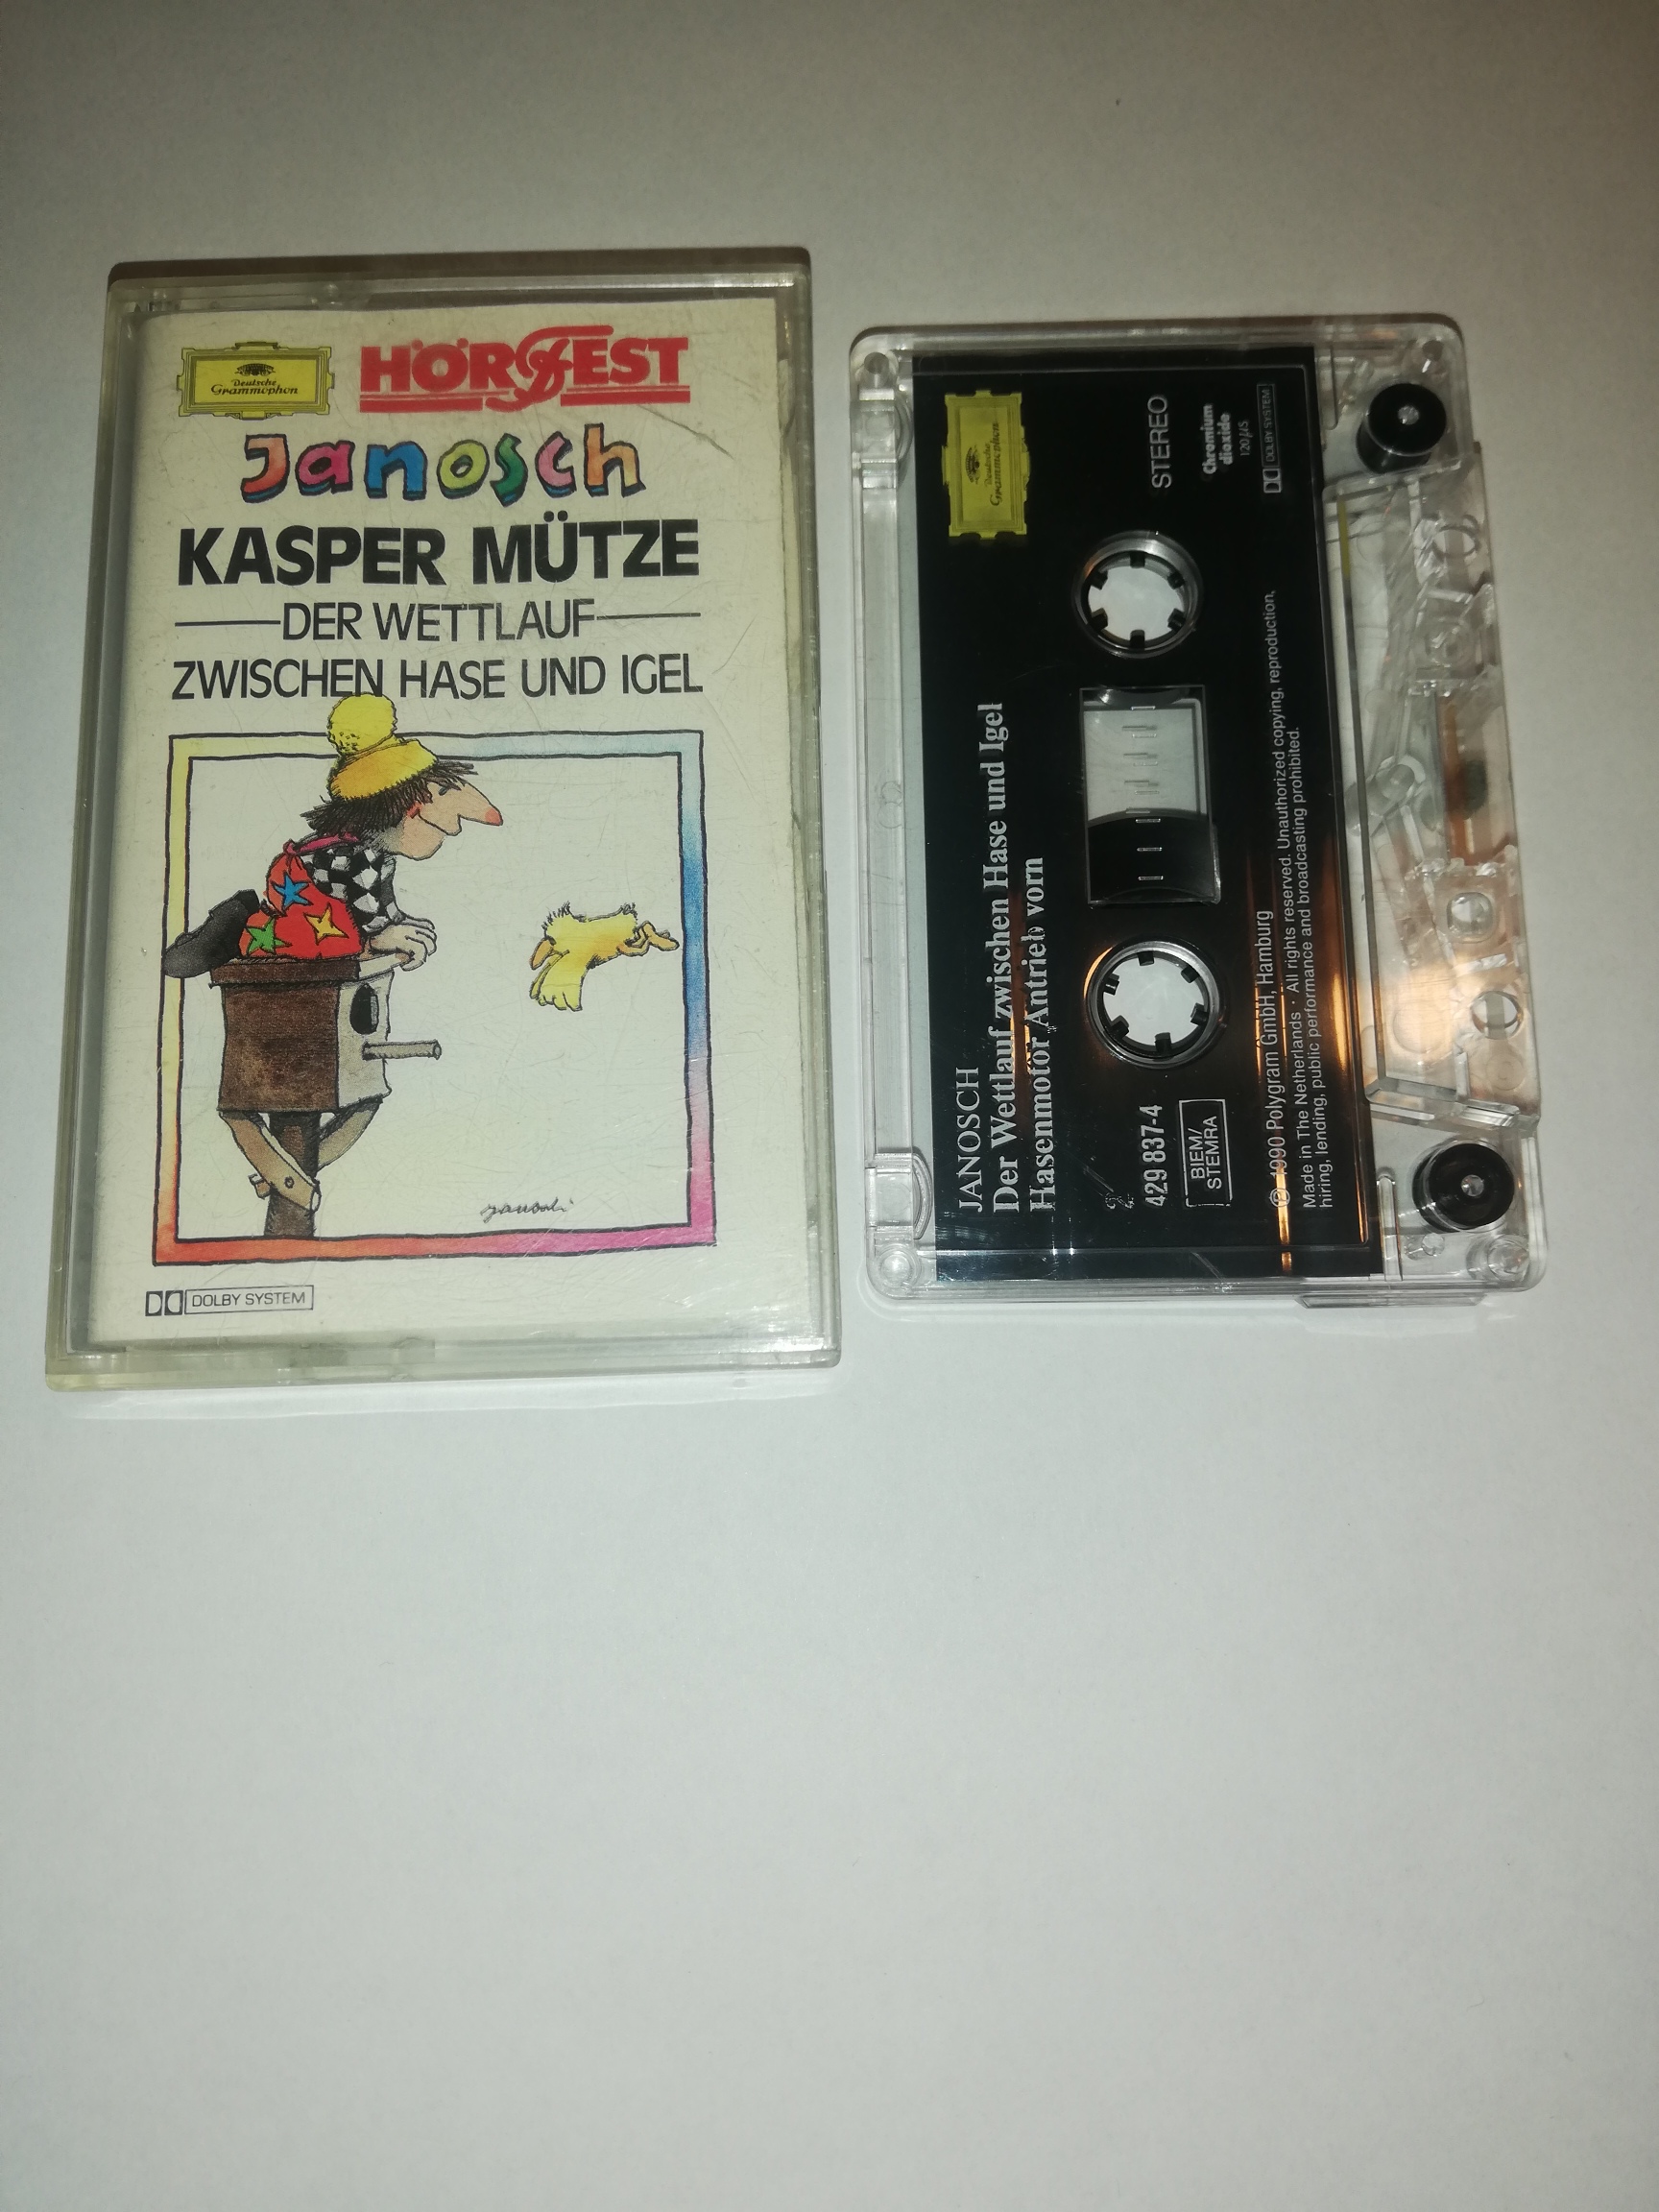 Deutsche
Grammophon
HÖR FEST
Janosch
KASPER MÜTZE
DER WETTLAUF
ZWISCHEN HASE UND IGEL
Janosch
DOLBY SYSTEM
Deutsche
Grammophon
STEREO
Chromium
dioxide
120 µs
DOLBY SYSTEM
JANOSCH
Der Wettlauf zwischen Hase und Igel
Hasenmotor Antrieb vorn
2
429 837-4
BIEM/
STEMRA
℗ 1990 Polygram GmbH, Hamburg
Made in The Netherlands · All rights reserved. Unauthorized copying, reproduction,
hiring, lending, public performance and broadcasting prohibited.